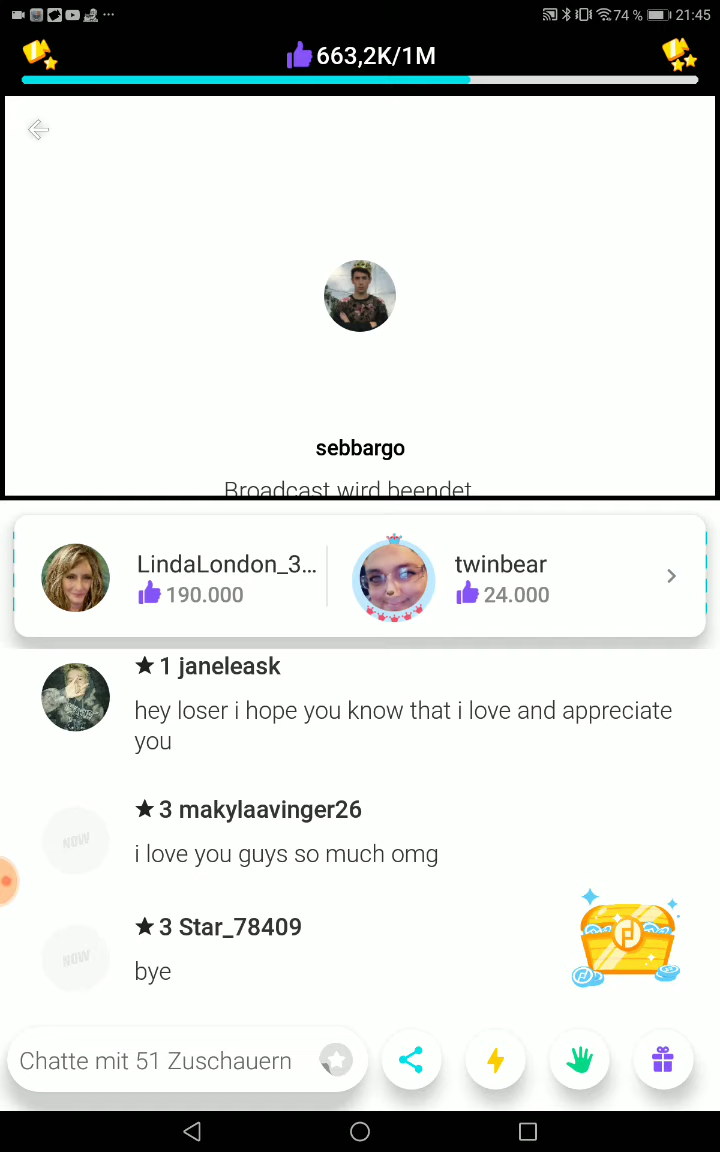 74 % 21:45
663,2K/1M
sebbargo
Broadcast wird beendet
LindaLondon_3...
190.000
twinbear
24.000
★ 1 janeleask
hey loser i hope you know that i love and appreciate
you
★ 3 makylaavinger26
i love you guys so much omg
NOW
★ 3 Star_78409
bye
NOW
Chatte mit 51 Zuschauern